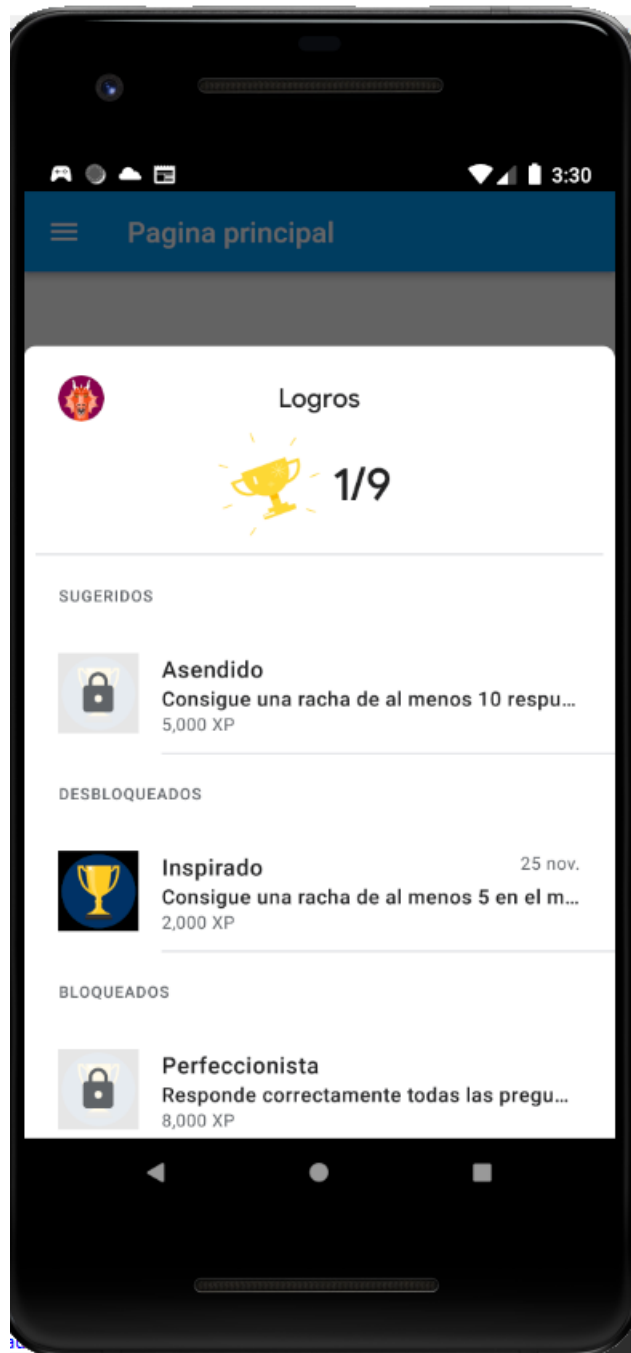 3:30
Pagina principal
Logros
1/9
SUGERIDOS
Asendido
Consigue una racha de al menos 10 respu...
5,000 XP
DESBLOQUEADOS
Inspirado
25 nov.
Consigue una racha de al menos 5 en el m...
2,000 XP
BLOQUEADOS
Perfeccionista
Responde correctamente todas las pregu...
8,000 XP